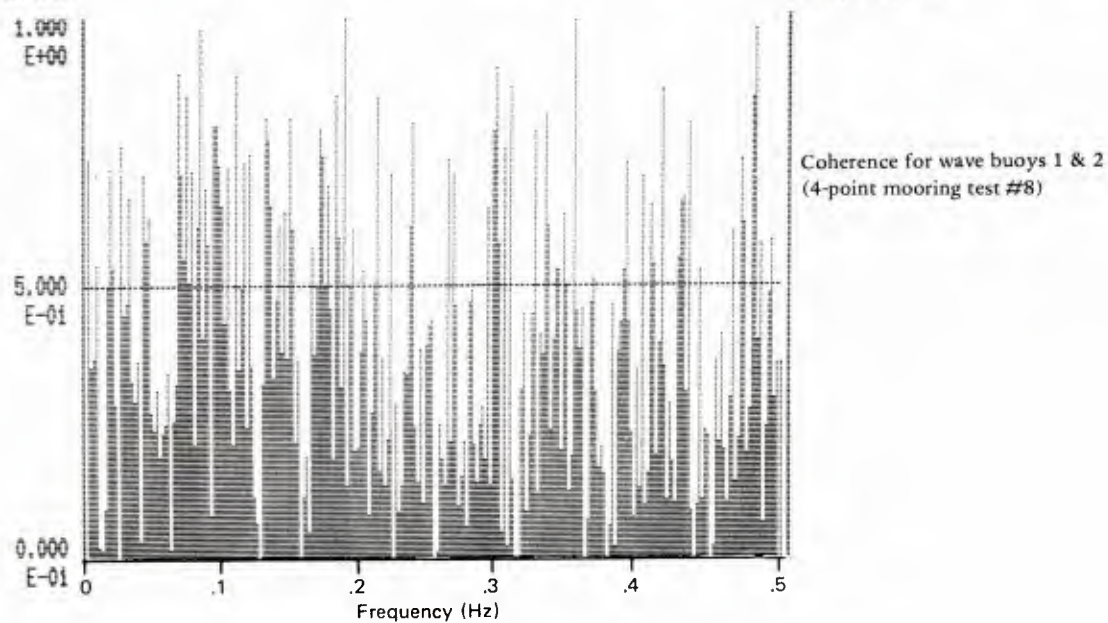 1.000
E+00
Coherence for wave buoys 1 & 2
(4-point mooring test #8)
5.000
E-01
0.000
E-01
0 .1 .2 .3 .4 .5
Frequency (Hz)